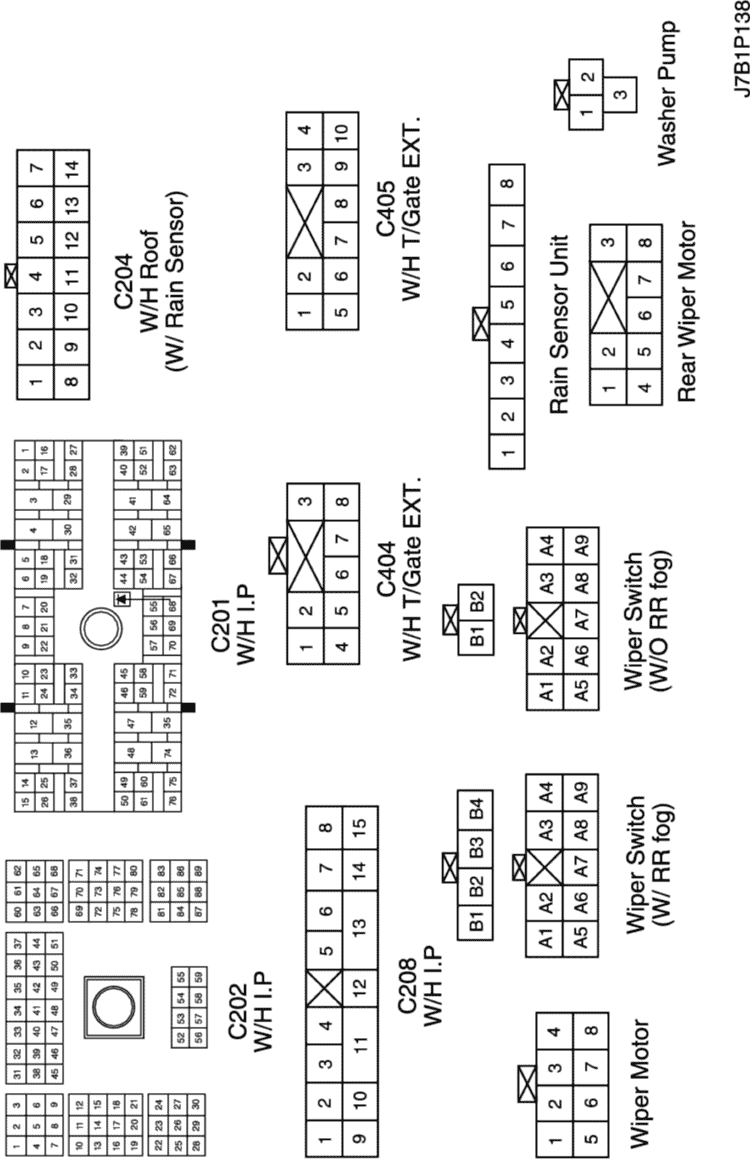 1 2 3 31 32 33 34 35 36 37 60 61 62
4 5 6 38 39 40 41 42 43 44 63 64 65
7 8 9 45 46 47 48 49 50 51 66 67 68
10 11 12 69 70 71
13 14 15 72 73 74
16 17 18 75 76 77
19 20 21 78 79 80
22 23 24 52 53 54 55 81 82 83
25 26 27 56 57 58 59 84 85 86
28 29 30 87 88 89
C202
W/H I.P
15 14 13 12 11 10 9 8 7 6 5 4 3 2 1
26 25 24 23 22 21 20 19 18 17 16
38 37 36 35 34 33 32 31 30 29 28 27
50 49 48 47 46 45 44 43 42 41 40 39
61 60 59 58 57 56 55 54 53 52 51
76 75 74 35 72 71 70 69 68 67 66 65 64 63 62
C201
W/H I.P
1 2 3 4 5 6 7
8 9 10 11 12 13 14
C204
W/H Roof
(W/ Rain Sensor)
1 2 3 4 5 6 7 8
9 10 11 12 13 14 15
C208
W/H I.P
1 2 3
4 5 6 7 8
C404
W/H T/Gate EXT.
1 2 3 4
5 6 7 8 9 10
C405
W/H T/Gate EXT.
1 2 3 4
5 6 7 8
Wiper Motor
B1 B2 B3 B4
A1 A2 A3 A4
A5 A6 A7 A8 A9
Wiper Switch
(W/ RR fog)
B1 B2
A1 A2 A3 A4
A5 A6 A7 A8 A9
Wiper Switch
(W/O RR fog)
1 2 3 4 5 6 7 8
Rain Sensor Unit
1 2 3
4 5 6 7 8
Rear Wiper Motor
1 2
3
Washer Pump
J7B1P138